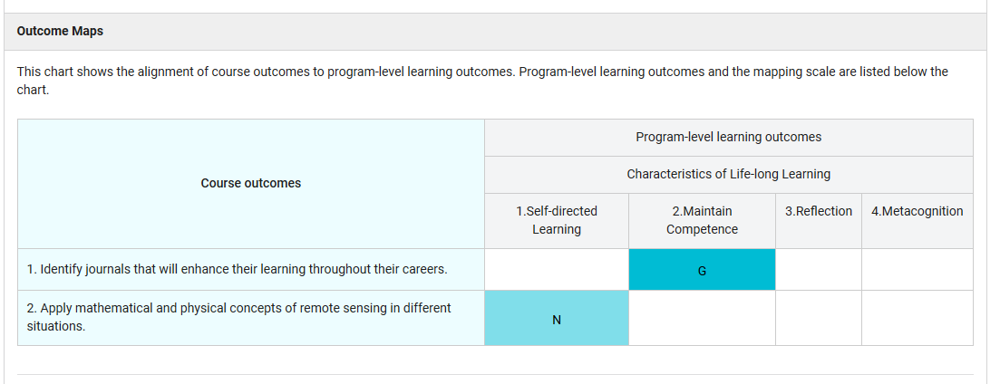 Outcome Maps
This chart shows the alignment of course outcomes to program-level learning outcomes. Program-level learning outcomes and the mapping scale are listed below the
chart.
Course outcomes
Program-level learning outcomes
Characteristics of Life-long Learning
1.Self-directed
Learning
2.Maintain
Competence
3.Reflection
4.Metacognition
1. Identify journals that will enhance their learning throughout their careers.
G
2. Apply mathematical and physical concepts of remote sensing in different
situations.
N